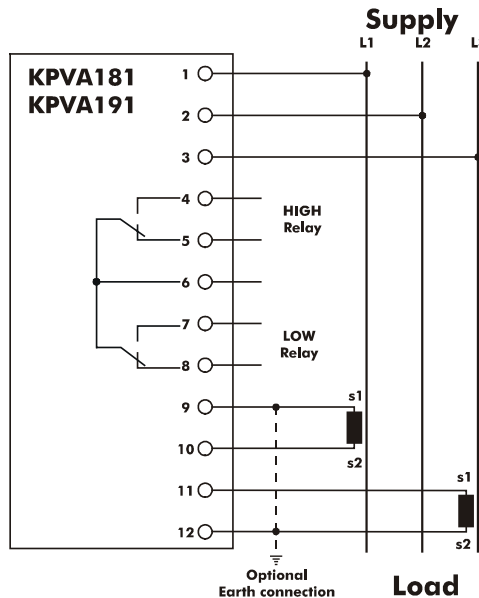 Supply
L1 L2 L
KPVA181
KPVA191
1
2
3
4
HIGH
Relay
5
6
7
LOW
Relay
8
s1
9
10
s2
s1
11
12
s2
Optional
Earth connection
Load